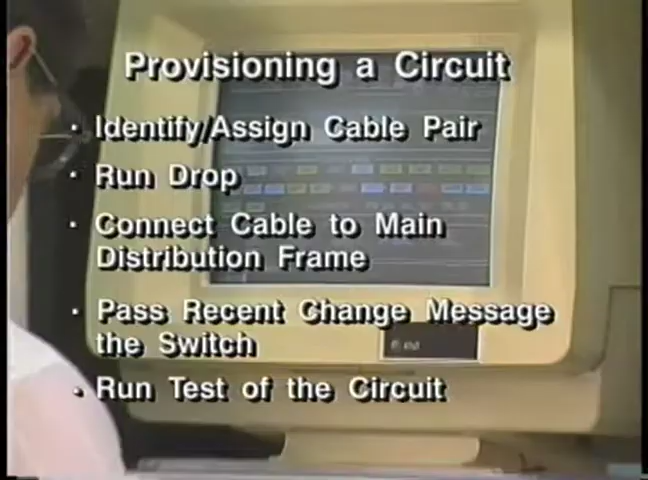 Provisioning a Circuit
· Identify/Assign Cable Pair
· Run Drop
· Connect Cable to Main
Distribution Frame
· Pass Recent Change Message
the Switch
· Run Test of the Circuit